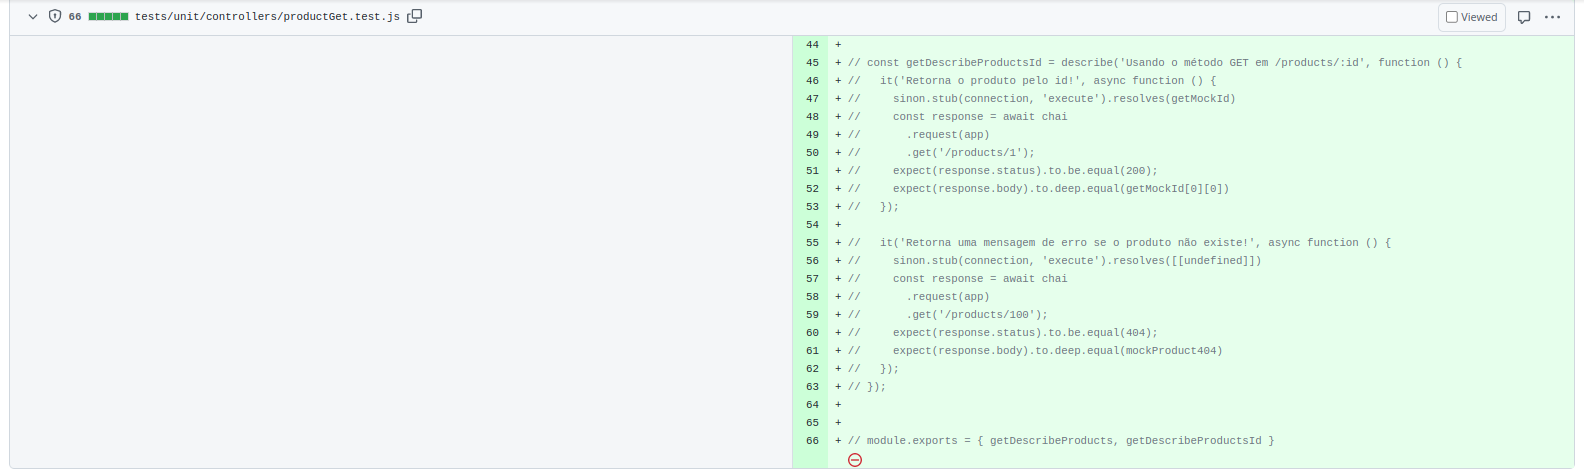 66 tests/unit/controllers/productGet.test.js Viewed
44 +
45 + // const getDescribeProductsId = describe('Usando o método GET em /products/:id', function () {
46 + //   it('Retorna o produto pelo id!', async function () {
47 + //     sinon.stub(connection, 'execute').resolves(getMockId)
48 + //     const response = await chai
49 + //       .request(app)
50 + //       .get('/products/1');
51 + //     expect(response.status).to.be.equal(200);
52 + //     expect(response.body).to.deep.equal(getMockId[0][0])
53 + //   });
54 +
55 + //   it('Retorna uma mensagem de erro se o produto não existe!', async function () {
56 + //     sinon.stub(connection, 'execute').resolves([[undefined]])
57 + //     const response = await chai
58 + //       .request(app)
59 + //       .get('/products/100');
60 + //     expect(response.status).to.be.equal(404);
61 + //     expect(response.body).to.deep.equal(mockProduct404)
62 + //   });
63 + // });
64 +
65 +
66 + // module.exports = { getDescribeProducts, getDescribeProductsId }